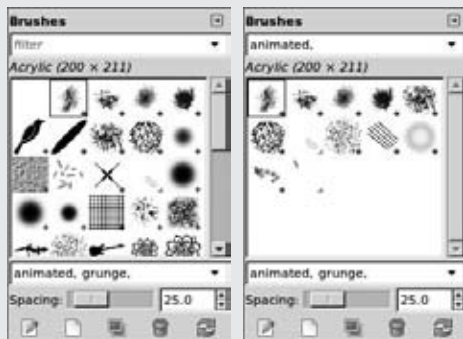 Brushes
filter
Acrylic (200 × 211)
animated, grunge,
Spacing:
25.0
Brushes
animated,
Acrylic (200 × 211)
animated, grunge,
Spacing:
25.0